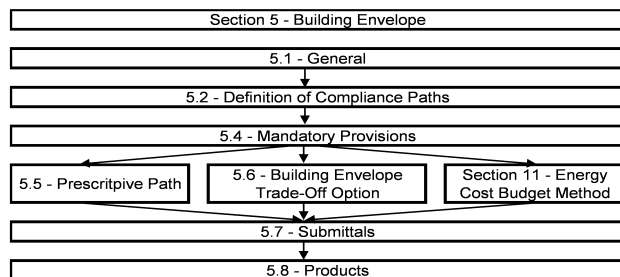 Section 5 - Building Envelope
5.1 - General
5.2 - Definition of Compliance Paths
5.4 - Mandatory Provisions
5.5 - Prescritpive Path
5.6 - Building Envelope
Trade-Off Option
Section 11 - Energy
Cost Budget Method
5.7 - Submittals
5.8 - Products